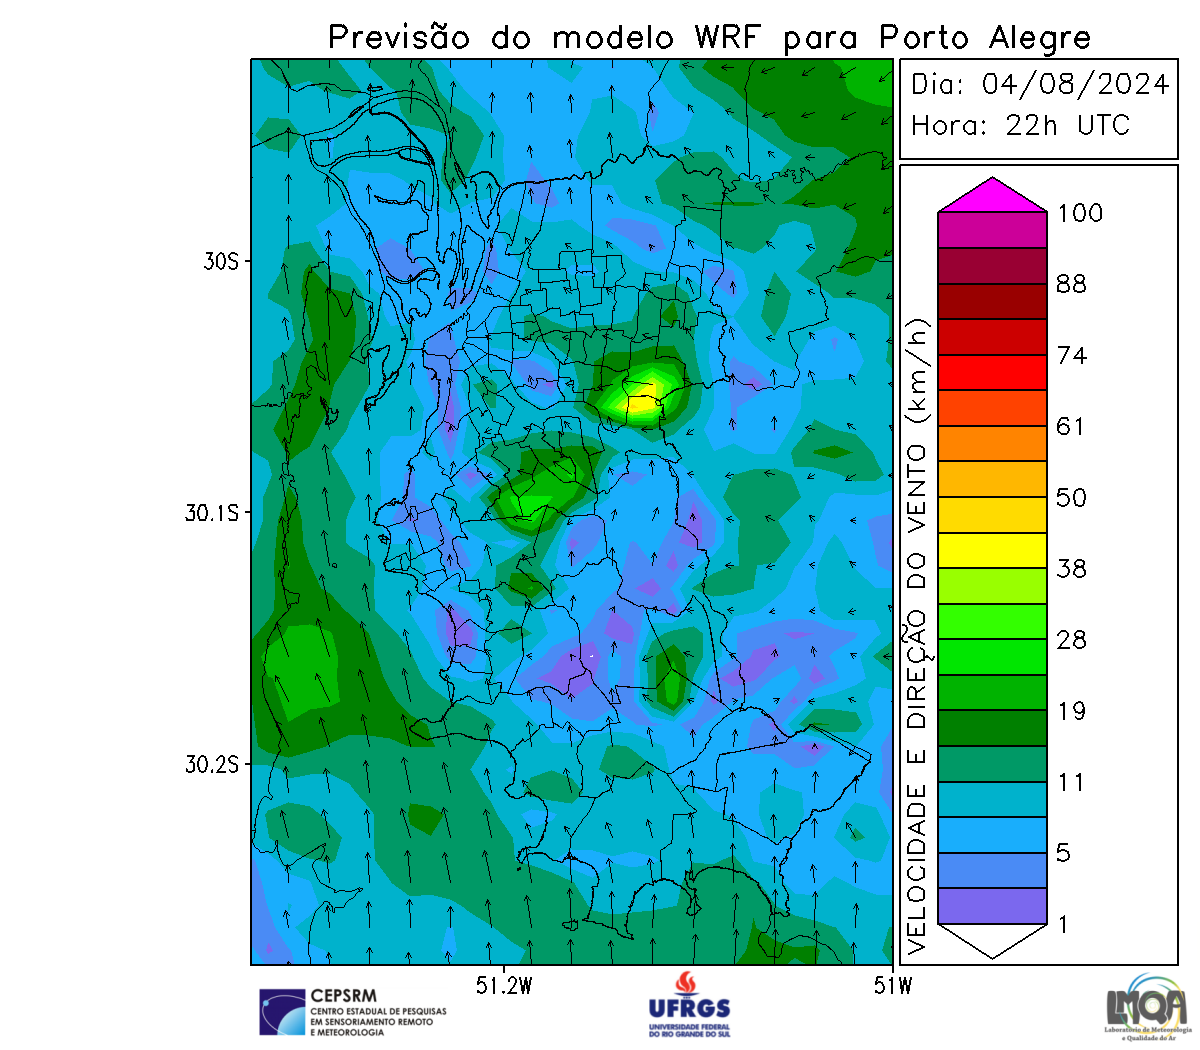 Previsão do modelo WRF para Porto Alegre
Dia: 04/08/2024
Hora: 22h UTC
30S
30.1S
30.2S
51.2W
51W
VELOCIDADE E DIREÇÃO DO VENTO (km/h)
100
88
74
61
50
38
28
19
11
5
1
CEPSRM
CENTRO ESTADUAL DE PESQUISAS
EM SENSORIAMENTO REMOTO
E METEOROLOGIA
UFRGS
UNIVERSIDADE FEDERAL
DO RIO GRANDE DO SUL
LMQA
Laboratório de Meteorologia
e Qualidade do Ar